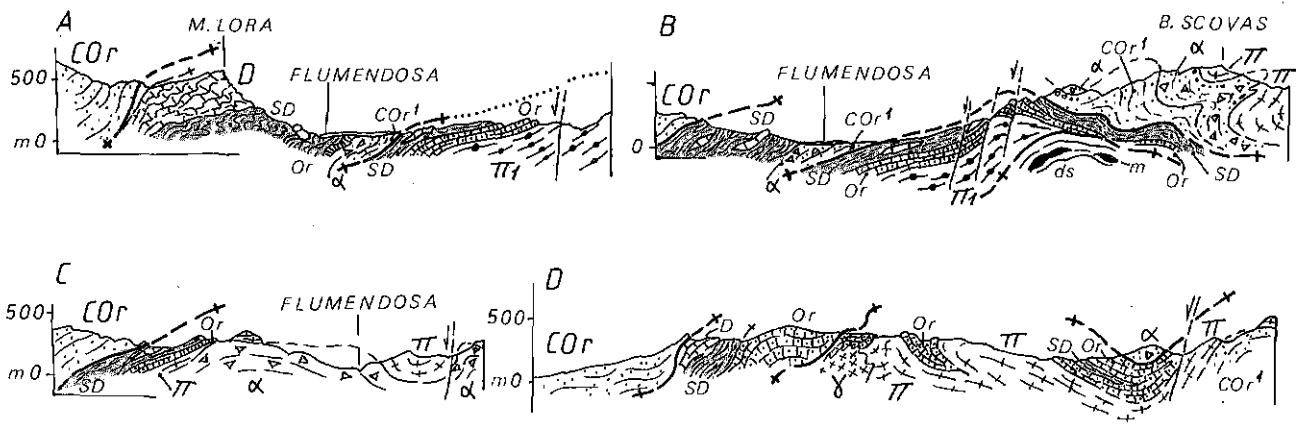 A
M. LORA
COr
500
D
FLUMENDOSA
SD
COr¹
Or
m 0
Or
α
SD
Π1
B
B. SCOVAS
COr
SD
FLUMENDOSA
COr¹
α
COr¹
α
Π
Π
0
α
SD
Or
Π1
ds
m
Or
SD
C
500
COr
Or
FLUMENDOSA
m 0
SD
Π
α
α
D
500
COr
D
Or
Or
Π
SD
Or
α
Π
m 0
SD
γ
Π
COr¹